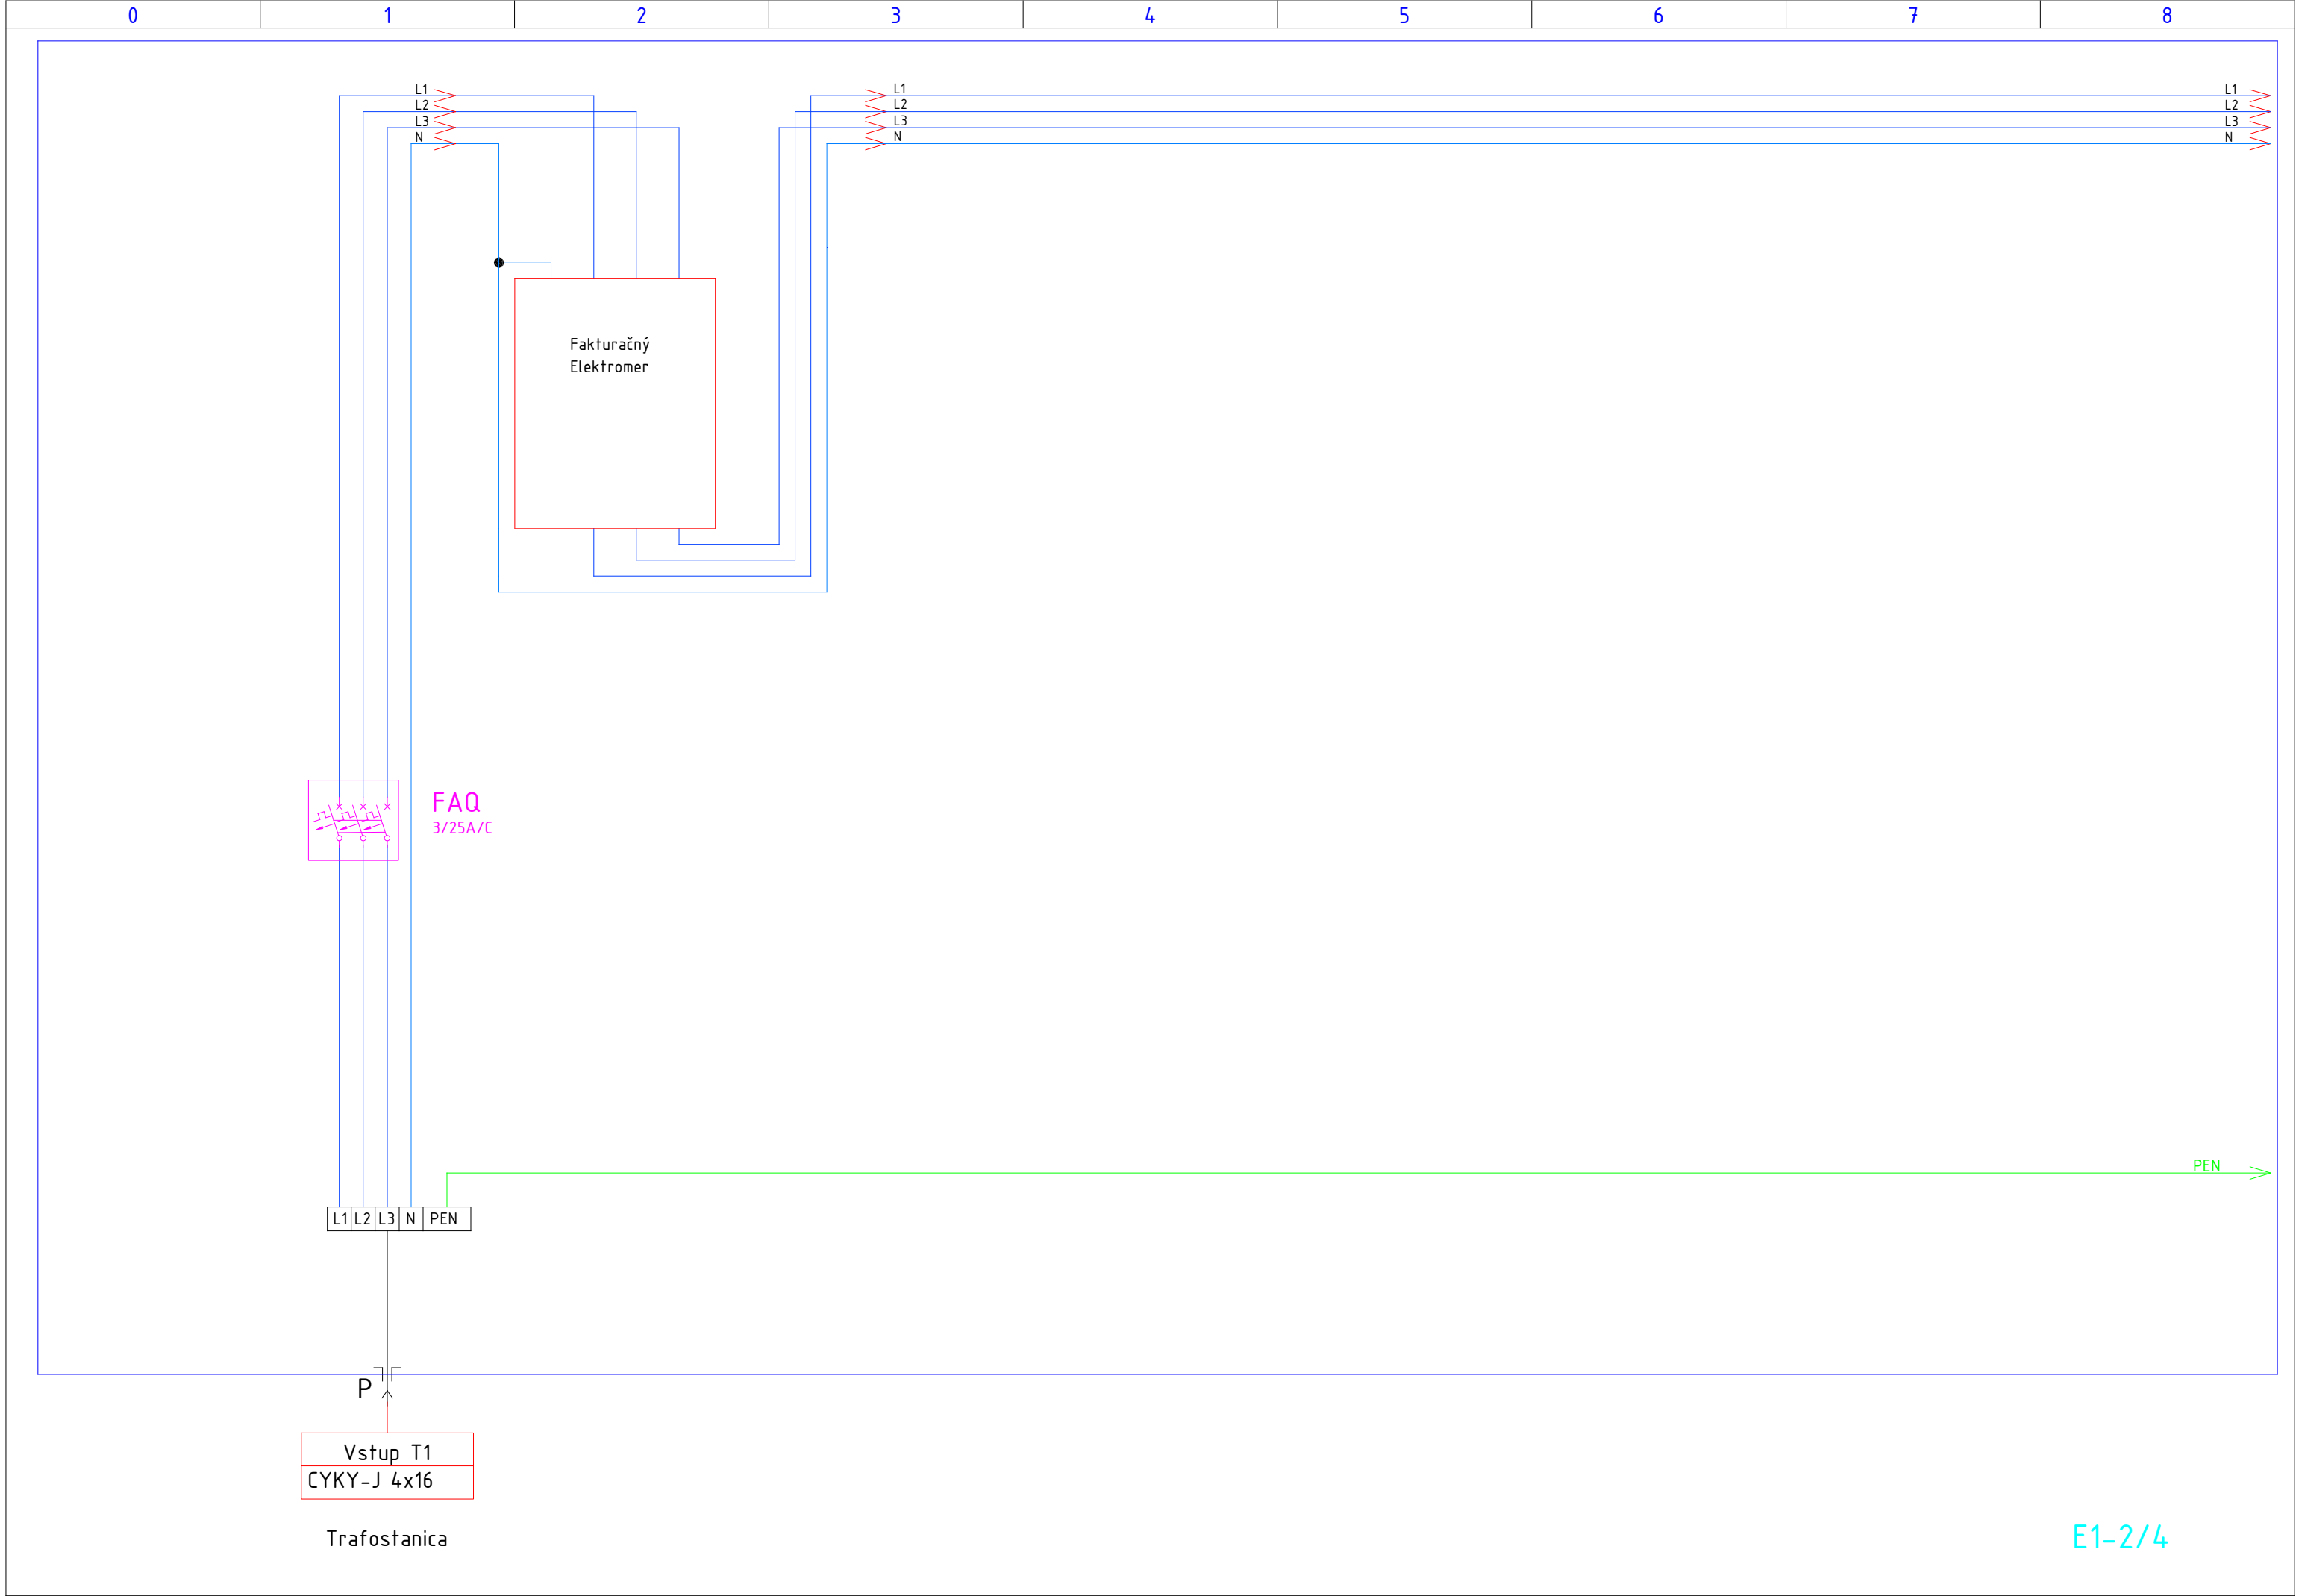 0 1 2 3 4 5 6 7 8
L1 L1 L1
L2 L2 L2
L3 L3 L3
N N N
Fakturačný
Elektromer
FAQ
3/25A/C
PEN
L1 L2 L3 N PEN
P
Vstup T1
CYKY-J 4x16
Trafostanica
E1-2/4